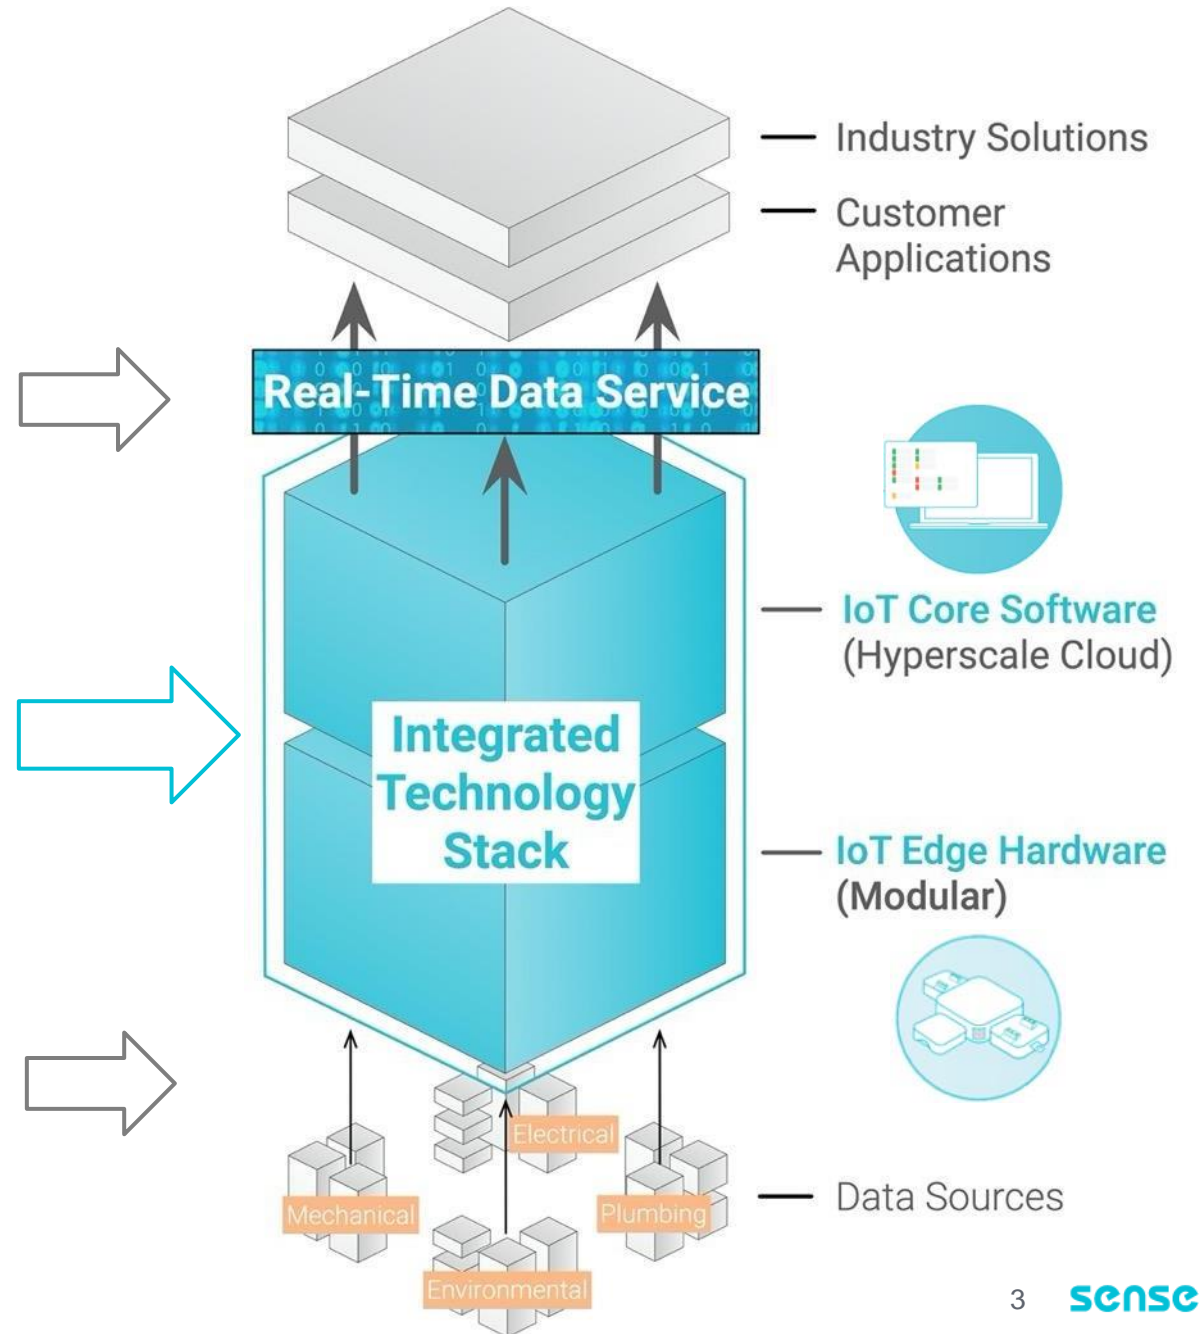 Industry Solutions
Customer
Applications
Real-Time Data Service
IoT Core Software
(Hyperscale Cloud)
Integrated
Technology
Stack
IoT Edge Hardware
(Modular)
Electrical
Mechanical
Plumbing
Data Sources
Environmental
3
sense